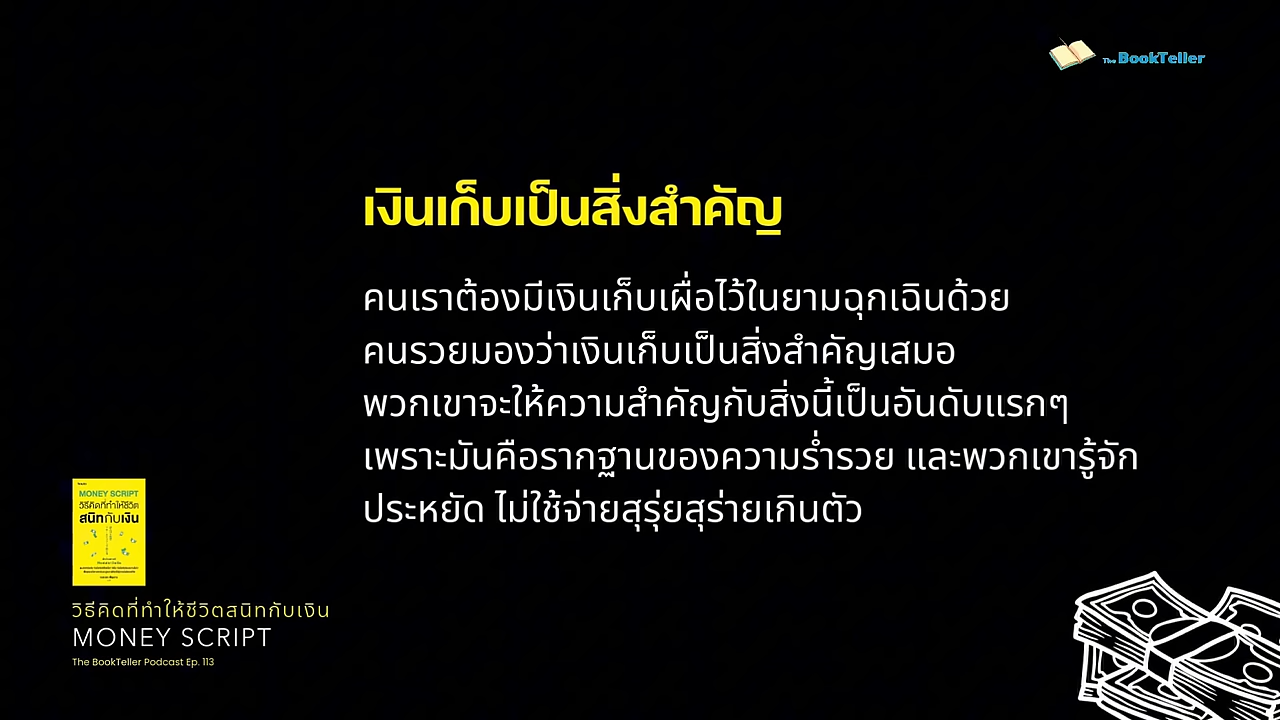 The BookTeller
เงินเก็บเป็นสิ่งสำคัญ
คนเราต้องมีเงินเก็บเผื่อไว้ในยามฉุกเฉินด้วย
คนรวยมองว่าเงินเก็บเป็นสิ่งสำคัญเสมอ
พวกเขาจะให้ความสำคัญกับสิ่งนี้เป็นอันดับแรกๆ
เพราะมันคือรากฐานของความร่ำรวย และพวกเขารู้จัก
ประหยัด ไม่ใช้จ่ายสุรุ่ยสุร่ายเกินตัว
MONEY SCRIPT
วิธีคิดที่ทำให้ชีวิต
สนิทกับเงิน
วิธีคิดที่ทำให้ชีวิตสนิทกับเงิน
MONEY SCRIPT
The BookTeller Podcast Ep. 113